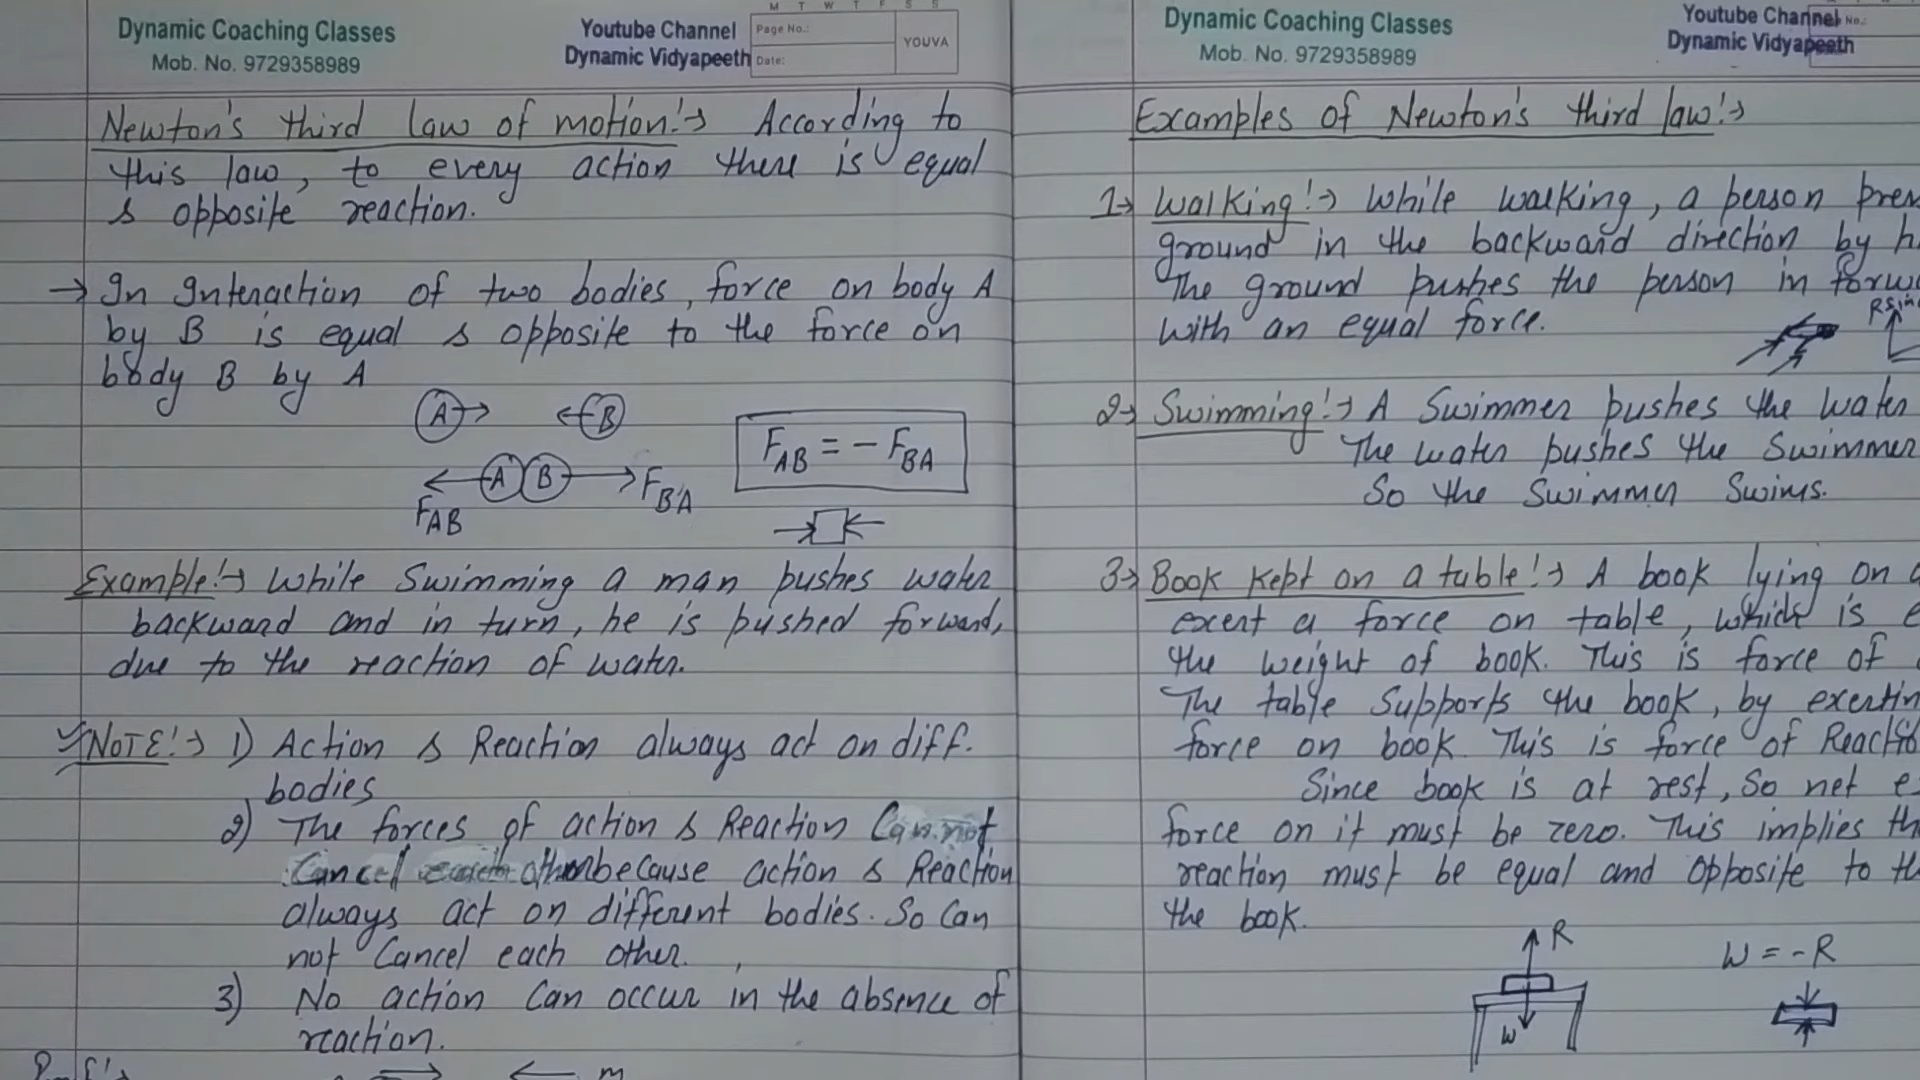 Dynamic Coaching Classes
Mob. No. 9729358989
Youtube Channel
Dynamic Vidyapeeth
M T W T F S S
Page No.:
Date:
YOUVA
Newton's third law of motion:→ According to
this law, to every action there is equal
& opposite reaction.
→ In Interaction of two bodies, force on body A
by B is equal & opposite to the force on
body B by A
A → ← B
F_AB = - F_BA
← A B → F_BA
F_AB
Example:→ While Swimming a man pushes water
backward and in turn, he is pushed forward,
due to the reaction of water.
NOTE:→ 1) Action & Reaction always act on diff.
bodies
2) The forces of action & Reaction Can not
Cancel each other because action & Reaction
always act on different bodies. So Can
not Cancel each other.
3) No action Can occur in the absence of
reaction.
m
Dynamic Coaching Classes
Mob. No. 9729358989
Youtube Channel
Dynamic Vidyapeeth
No.:
Examples of Newton's third law:→
1→ Walking:→ While walking, a person
ground in the backward direction by
The ground pushes the person in
with an equal force.
2→ Swimming:→ A Swimmer pushes the water
The water pushes the Swimmer
So the Swimmer Swims.
3→ Book Kept on a table:→ A book lying on
exert a force on table, which is
the weight of book. This is force of
The table Supports the book, by
force on book. This is force of
Since book is at rest, So net
force on it must be zero. This implies
reaction must be equal and opposite to
the book.
R
W = - R
W